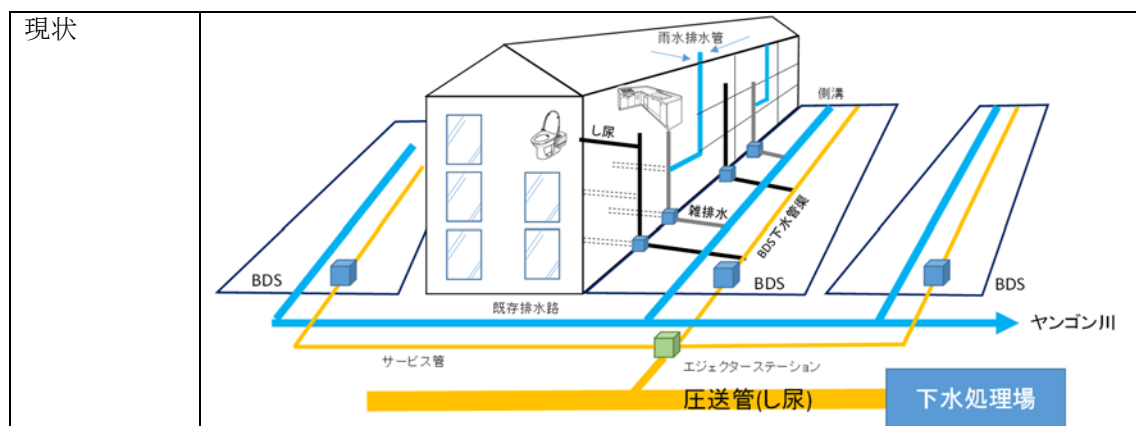 現状
雨水排水管
側溝
し尿
雑排水
BDS下水管渠
BDS
BDS
BDS
既存排水路
ヤンゴン川
サービス管
エジェクターステーション
圧送管(し尿)
下水処理場